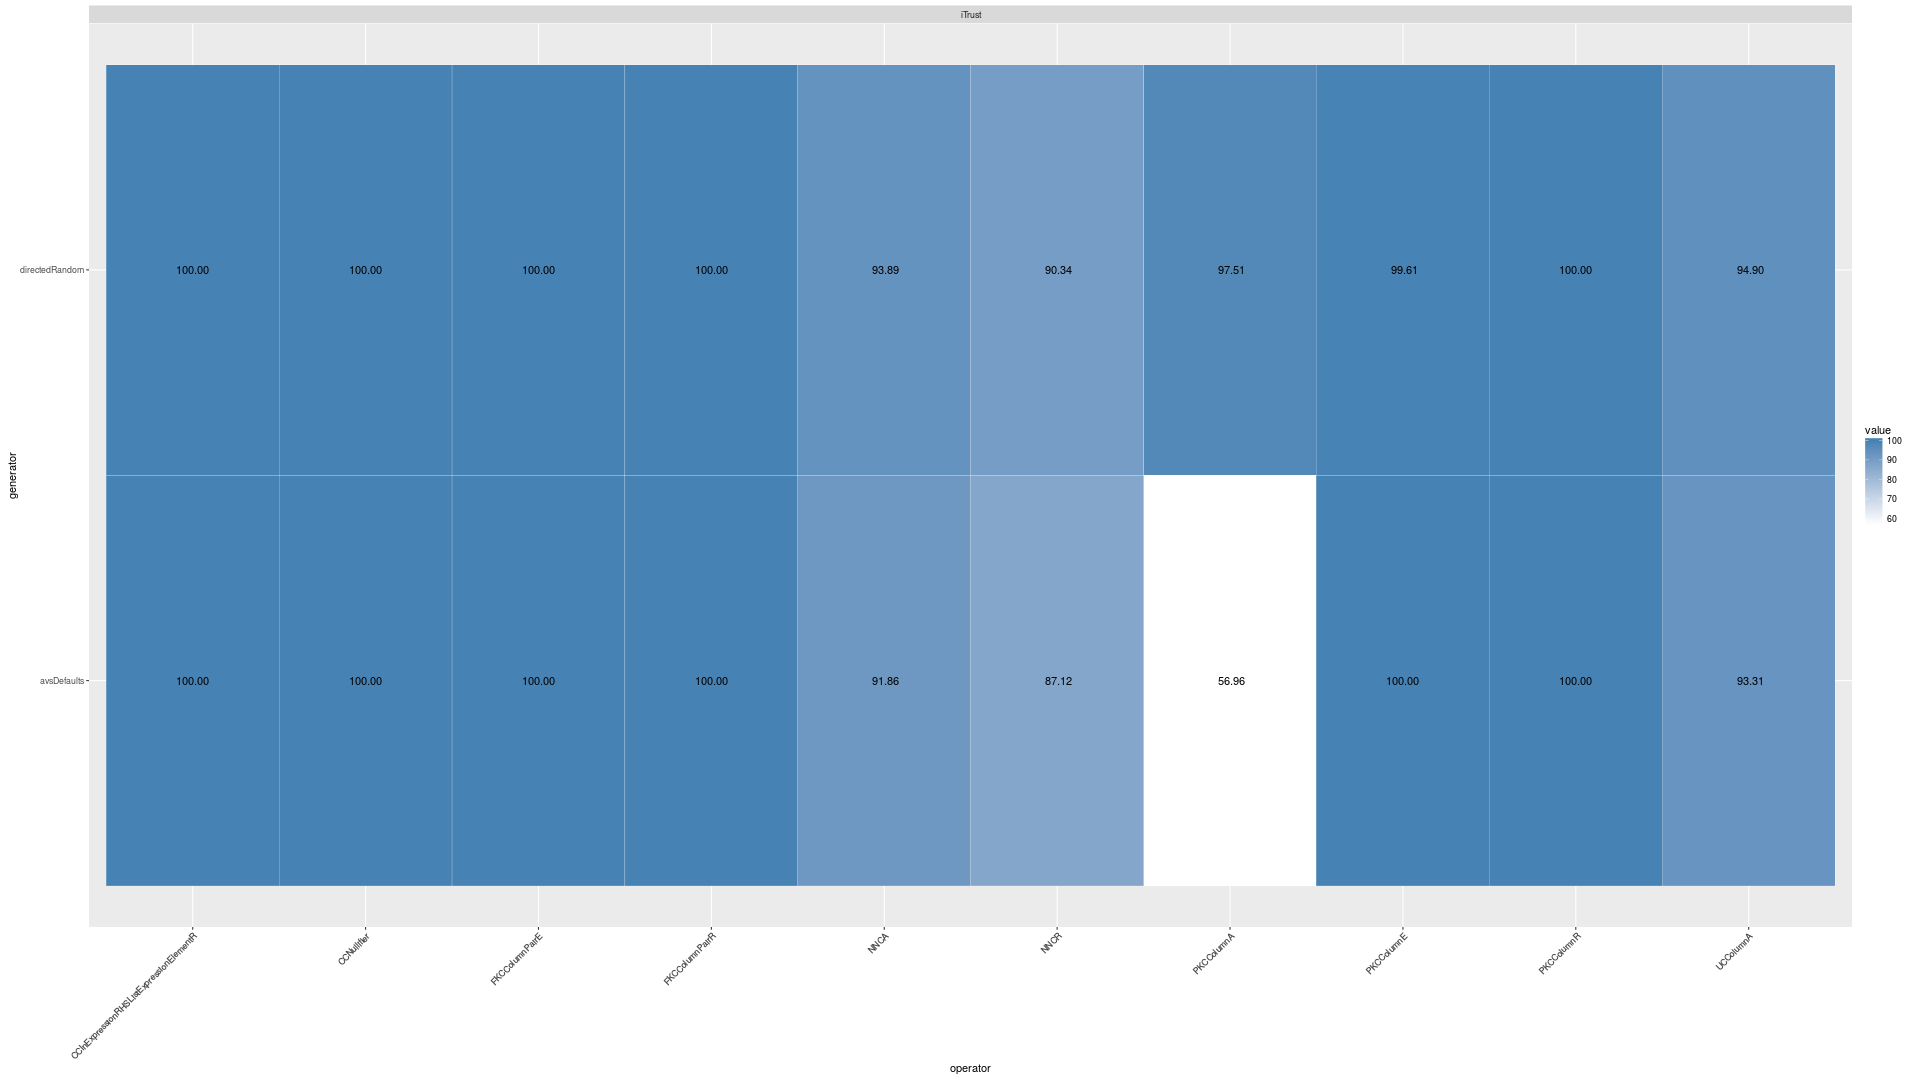 iTrust
generator
directedRandom
100.00 100.00 100.00 100.00 93.89 90.34 97.51 99.61 100.00 94.90
avsDefaults
100.00 100.00 100.00 100.00 91.86 87.12 56.96 100.00 100.00 93.31
value
100
90
80
70
60
CCInExpressionRHSListExpressionElementR
CCNullifier
FKCColumnPairE
FKCColumnPairR
NNCA
NNCR
PKCColumnA
PKCColumnE
PKCColumnR
UCColumnA
operator